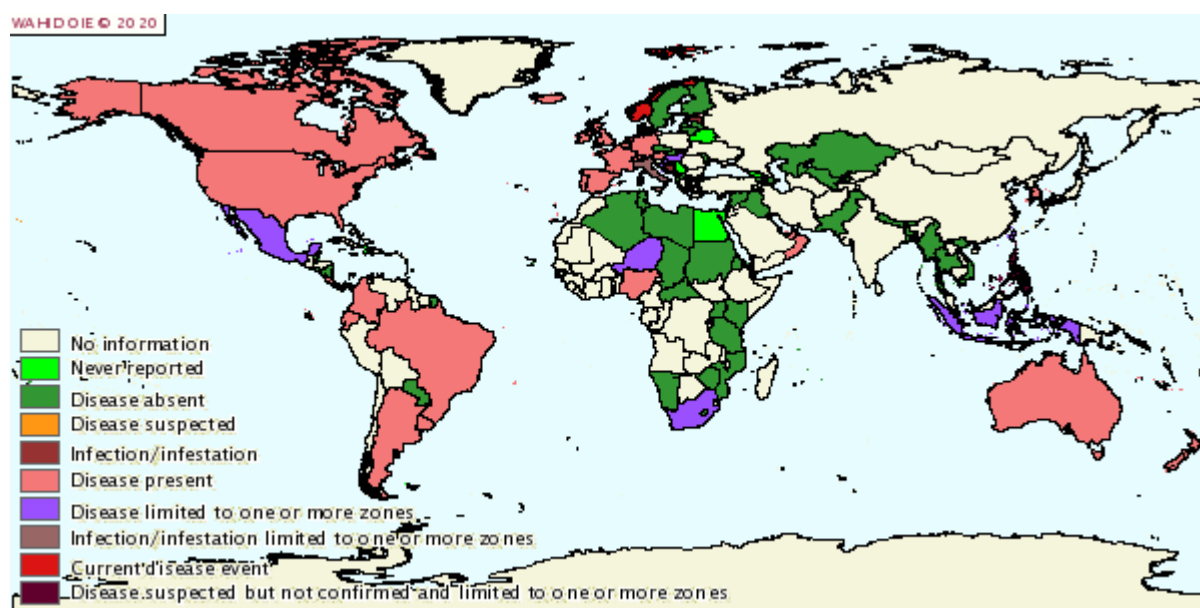 WAHIDOIE © 2020
No information
Never reported
Disease absent
Disease suspected
Infection/infestation
Disease present
Disease limited to one or more zones
Infection/infestation limited to one or more zones
Current disease event
Disease suspected but not confirmed and limited to one or more zones